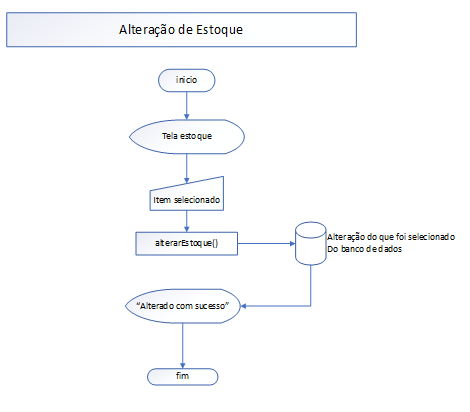 Alteração de Estoque
inicio
Tela estoque
Item selecionado
alterarEstoque()
Alteração do que foi selecionado
Do banco de dados
“Alterado com sucesso”
fim